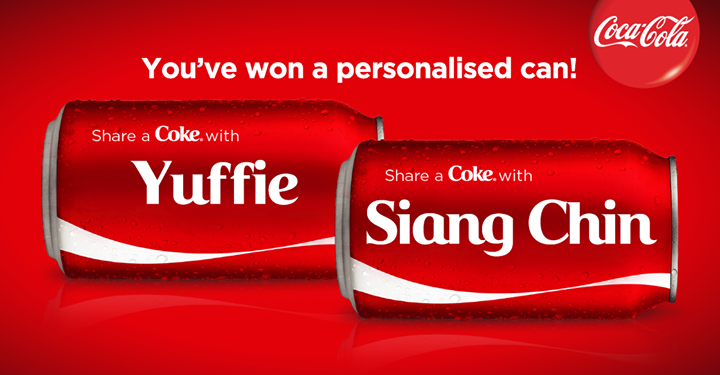 Coca-Cola
You've won a personalised can!
Share a Coke with
Yuffie
Share a Coke with
Siang Chin